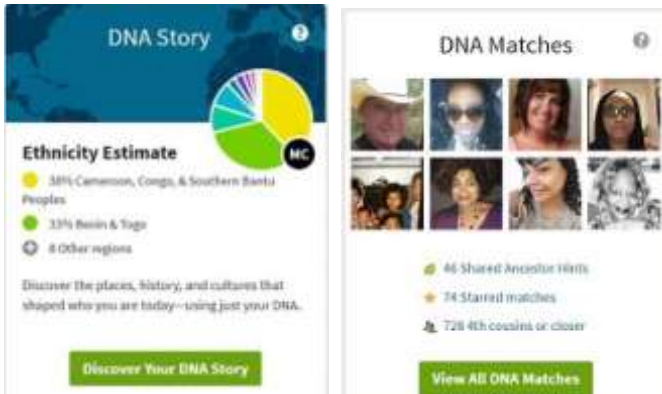 DNA Story
?
MC
Ethnicity Estimate
38% Cameroon, Congo, & Southern Bantu
Peoples
33% Benin & Togo
8 Other regions
Discover the places, history, and cultures that
shaped who you are today—using just your DNA.
Discover Your DNA Story
DNA Matches
?
46 Shared Ancestor Hints
74 Starred matches
728 4th cousins or closer
View All DNA Matches